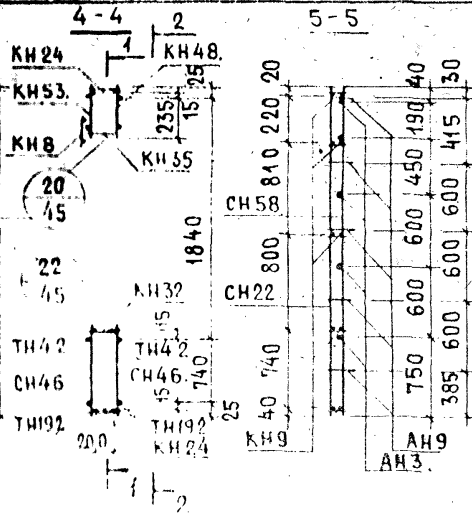 4-4
5-5
1
2
КН24
КН48.
КН53.
КН8
КН35
25
15
235
20
45
1840
22
45
КН32
15
ТН42
ТН42
СН46
СН46.
740
15
ТН192
ТН192
25
200
КН24
1
2
20
220
810
800
740
40
СН58
СН22
КН9
40
190
450
600
600
750
30
415
600
600
600
385
АН9
АН3.